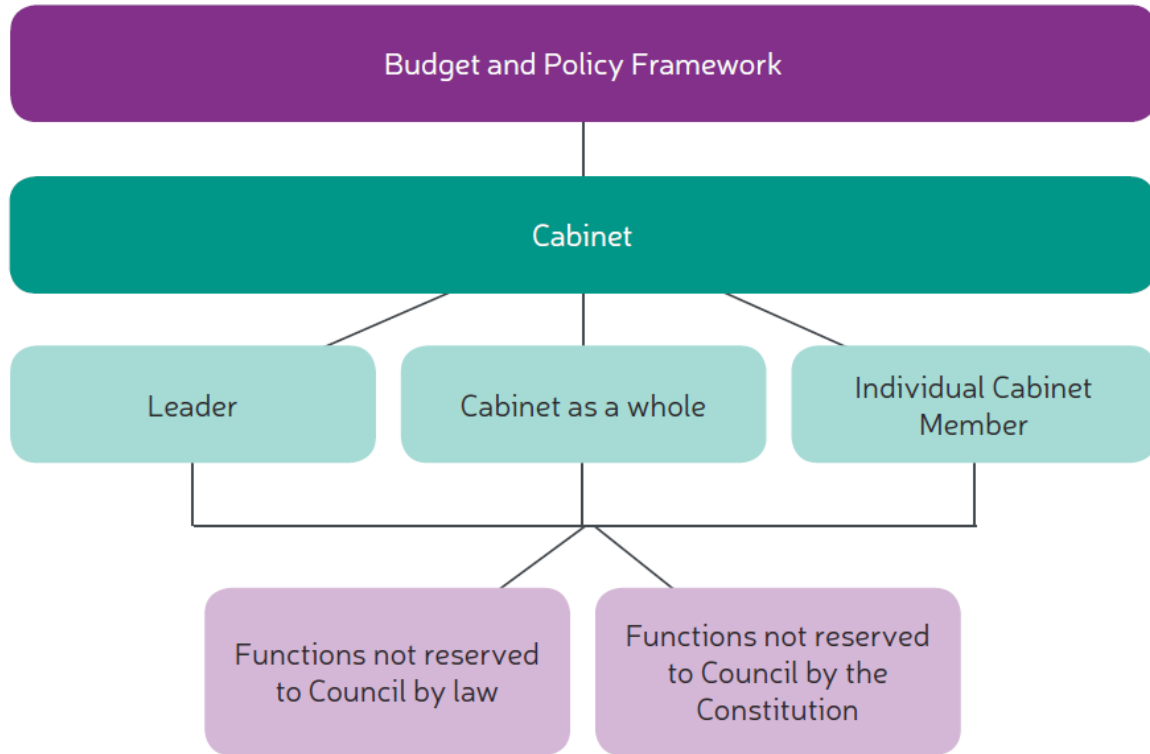 Budget and Policy Framework
Cabinet
Leader
Cabinet as a whole
Individual Cabinet
Member
Functions not reserved
to Council by law
Functions not reserved
to Council by the
Constitution